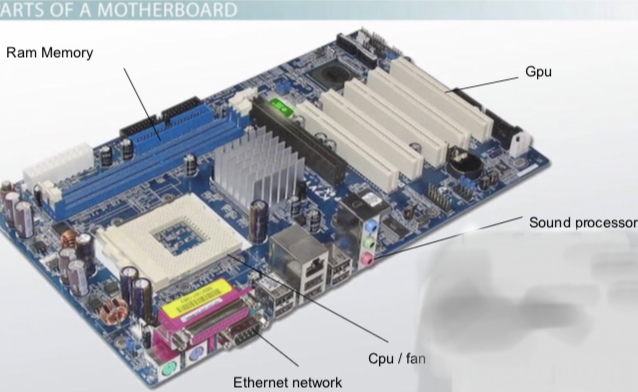 ARTS OF A MOTHERBOARD
Ram Memory
Gpu
Sound processor
Cpu / fan
Ethernet network